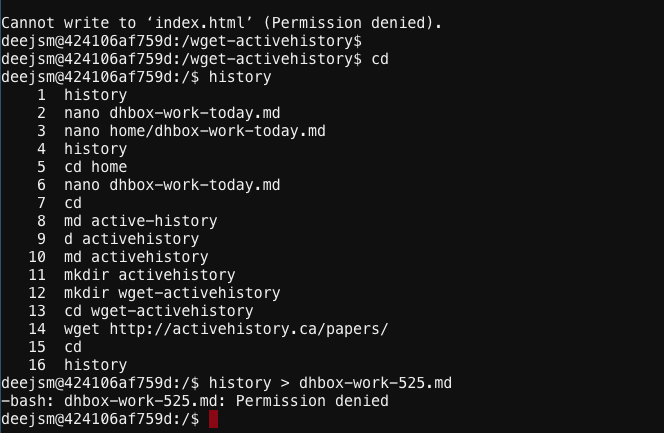 Cannot write to ‘index.html’ (Permission denied).
deejsm@424106af759d:/wget-activehistory$
deejsm@424106af759d:/wget-activehistory$ cd
deejsm@424106af759d:/$ history
    1  history
    2  nano dhbox-work-today.md
    3  nano home/dhbox-work-today.md
    4  history
    5  cd home
    6  nano dhbox-work-today.md
    7  cd
    8  md active-history
    9  d activehistory
   10  md activehistory
   11  mkdir activehistory
   12  mkdir wget-activehistory
   13  cd wget-activehistory
   14  wget http://activehistory.ca/papers/
   15  cd
   16  history
deejsm@424106af759d:/$ history > dhbox-work-525.md
-bash: dhbox-work-525.md: Permission denied
deejsm@424106af759d:/$